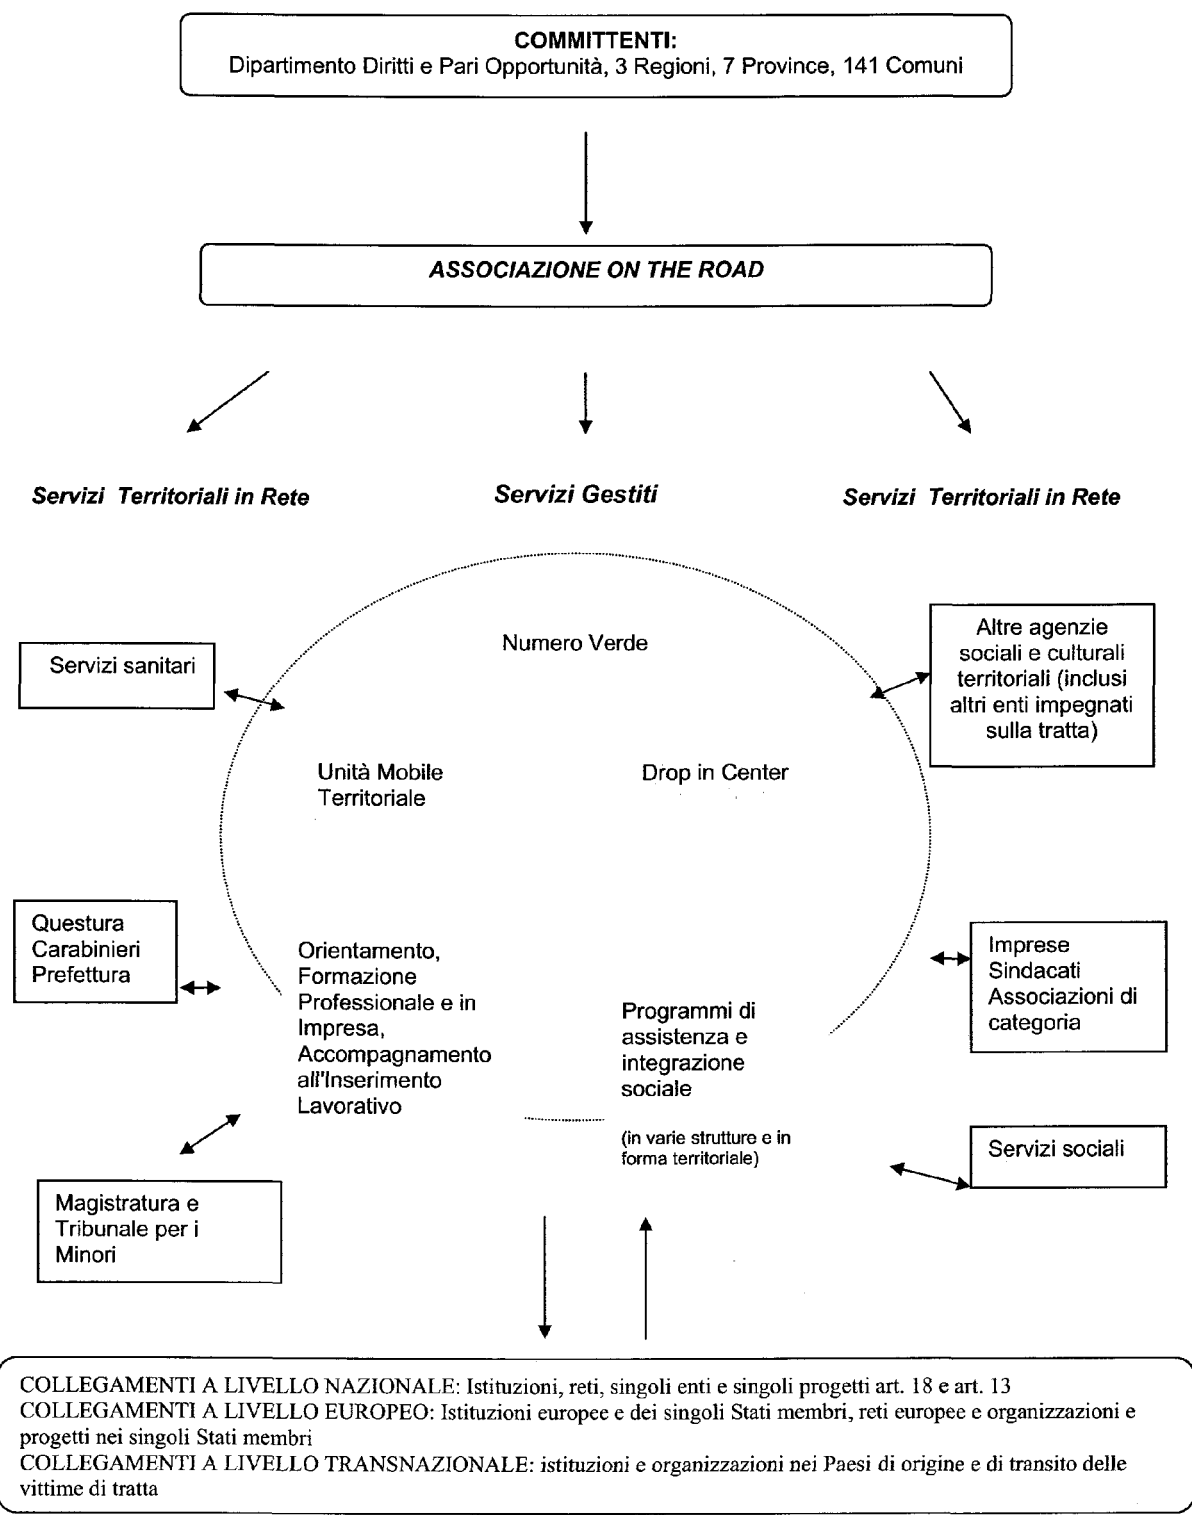 COMMITTENTI:
Dipartimento Diritti e Pari Opportunità, 3 Regioni, 7 Province, 141 Comuni
ASSOCIAZIONE ON THE ROAD
Servizi Territoriali in Rete
Servizi Gestiti
Servizi Territoriali in Rete
Numero Verde
Servizi sanitari
Altre agenzie
sociali e culturali
territoriali (inclusi
altri enti impegnati
sulla tratta)
Unità Mobile
Territoriale
Drop in Center
Questura
Carabinieri
Prefettura
Orientamento,
Formazione
Professionale e in
Impresa,
Accompagnamento
all'Inserimento
Lavorativo
Programmi di
assistenza e
integrazione
sociale
(in varie strutture e in
forma territoriale)
Imprese
Sindacati
Associazioni di
categoria
Servizi sociali
Magistratura e
Tribunale per i
Minori
COLLEGAMENTI A LIVELLO NAZIONALE: Istituzioni, reti, singoli enti e singoli progetti art. 18 e art. 13
COLLEGAMENTI A LIVELLO EUROPEO: Istituzioni europee e dei singoli Stati membri, reti europee e organizzazioni e
progetti nei singoli Stati membri
COLLEGAMENTI A LIVELLO TRANSNAZIONALE: istituzioni e organizzazioni nei Paesi di origine e di transito delle
vittime di tratta